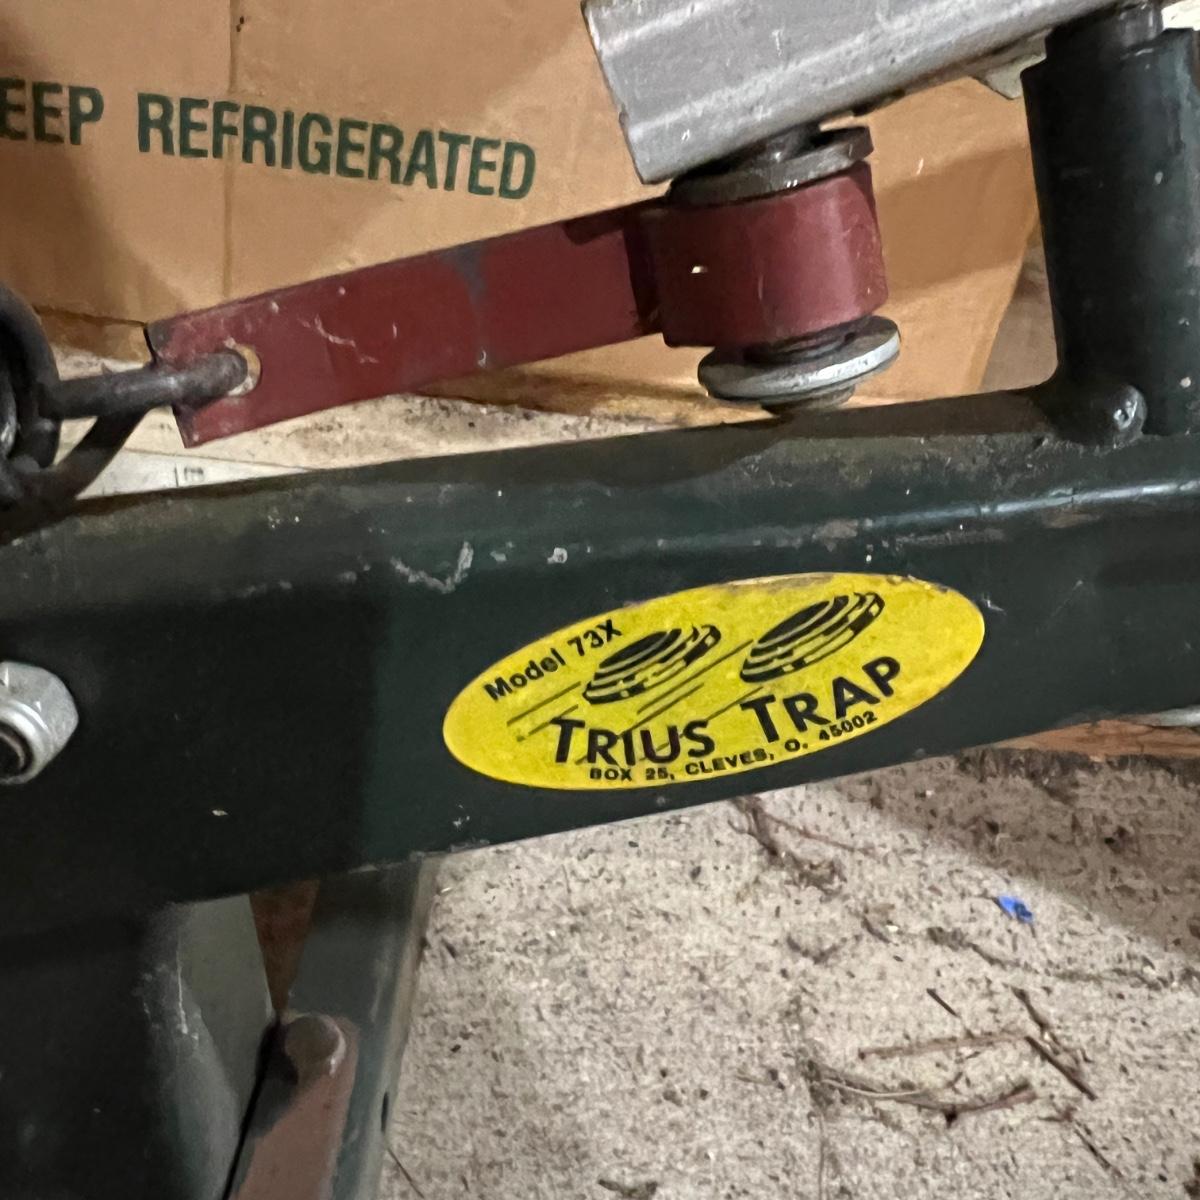 EEP REFRIGERATED
Model 73X
TRIUS TRAP
BOX 25, CLEVES, O. 45002